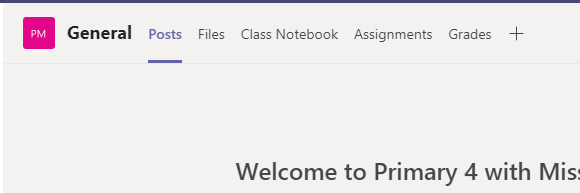 PM General Posts Files Class Notebook Assignments Grades +
Welcome to Primary 4 with Miss